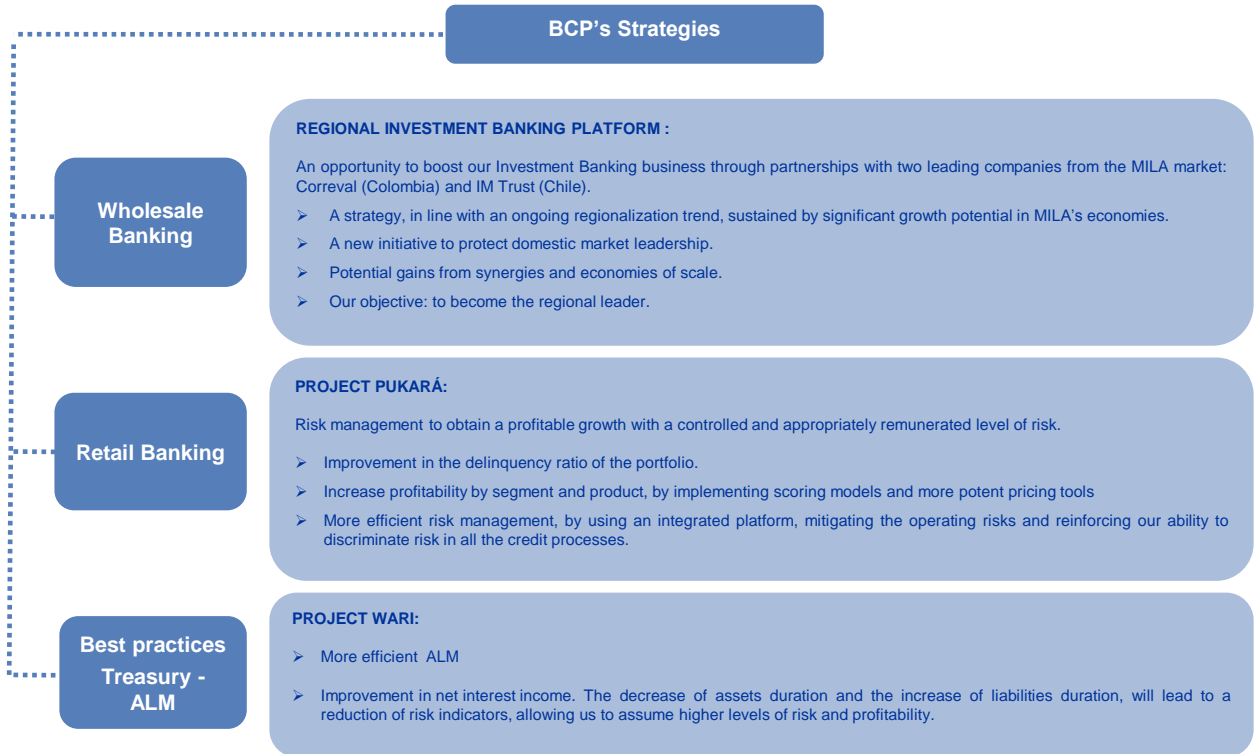 BCP's Strategies
Wholesale
Banking
REGIONAL INVESTMENT BANKING PLATFORM :
An opportunity to boost our Investment Banking business through partnerships with two leading companies from the MILA market:
Correval (Colombia) and IM Trust (Chile).
➢ A strategy, in line with an ongoing regionalization trend, sustained by significant growth potential in MILA's economies.
➢ A new initiative to protect domestic market leadership.
➢ Potential gains from synergies and economies of scale.
➢ Our objective: to become the regional leader.
Retail Banking
PROJECT PUKARÁ:
Risk management to obtain a profitable growth with a controlled and appropriately remunerated level of risk.
➢ Improvement in the delinquency ratio of the portfolio.
➢ Increase profitability by segment and product, by implementing scoring models and more potent pricing tools
➢ More efficient risk management, by using an integrated platform, mitigating the operating risks and reinforcing our ability to
discriminate risk in all the credit processes.
Best practices
Treasury -
ALM
PROJECT WARI:
➢ More efficient ALM
➢ Improvement in net interest income. The decrease of assets duration and the increase of liabilities duration, will lead to a
reduction of risk indicators, allowing us to assume higher levels of risk and profitability.